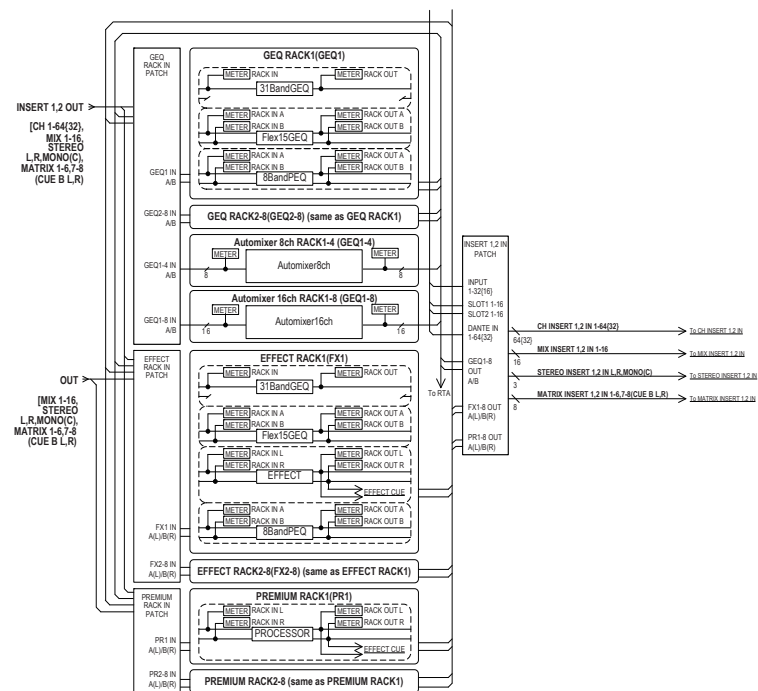 GEQ
RACK IN
PATCH
GEQ RACK1(GEQ1)
METER RACK IN
METER RACK OUT
31BandGEQ
INSERT 1,2 OUT
METER RACK IN A
METER RACK OUT A
METER RACK IN B
METER RACK OUT B
Flex15GEQ
[CH 1-64{32},
MIX 1-16,
STEREO
L,R,MONO(C),
MATRIX 1-6,7-8
(CUE B L,R)
METER RACK IN A
METER RACK OUT A
METER RACK IN B
METER RACK OUT B
8BandPEQ
GEQ1 IN
A/B
GEQ2-8 IN
A/B
GEQ RACK2-8(GEQ2-8) (same as GEQ RACK1)
Automixer 8ch RACK1-4 (GEQ1-4)
METER
METER
GEQ1-4 IN
A/B
8
Automixer8ch
8
Automixer 16ch RACK1-8 (GEQ1-8)
METER
METER
GEQ1-8 IN
A/B
16
Automixer16ch
16
EFFECT
RACK IN
PATCH
EFFECT RACK1(FX1)
METER RACK IN
METER RACK OUT
31BandGEQ
OUT
[MIX 1-16,
STEREO
L,R,MONO(C),
MATRIX 1-6,7-8
(CUE B L,R)
METER RACK IN A
METER RACK OUT A
METER RACK IN B
METER RACK OUT B
Flex15GEQ
METER RACK IN L
METER RACK OUT L
METER RACK IN R
METER RACK OUT R
EFFECT
EFFECT CUE
METER RACK IN A
METER RACK OUT A
METER RACK IN B
METER RACK OUT B
8BandPEQ
FX1 IN
A(L)/B(R)
FX2-8 IN
A(L)/B(R)
EFFECT RACK2-8(FX2-8) (same as EFFECT RACK1)
PREMIUM
RACK IN
PATCH
PREMIUM RACK1(PR1)
METER RACK IN L
METER RACK OUT L
METER RACK IN R
METER RACK OUT R
PROCESSOR
EFFECT CUE
PR1 IN
A(L)/B(R)
PR2-8 IN
A(L)/B(R)
PREMIUM RACK2-8 (same as PREMIUM RACK1)
To RTA
INSERT 1,2 IN
PATCH
INPUT
1-32{16}
SLOT1 1-16
SLOT2 1-16
DANTE IN
1-64{32}
GEQ1-8
OUT
A/B
FX1-8 OUT
A(L)/B(R)
PR1-8 OUT
A(L)/B(R)
CH INSERT 1,2 IN 1-64{32}
64{32}
To CH INSERT 1,2 IN
MIX INSERT 1,2 IN 1-16
16
To MIX INSERT 1,2 IN
STEREO INSERT 1,2 IN L,R,MONO(C)
3
To STEREO INSERT 1,2 IN
MATRIX INSERT 1,2 IN 1-6,7-8(CUE B L,R)
8
To MATRIX INSERT 1,2 IN